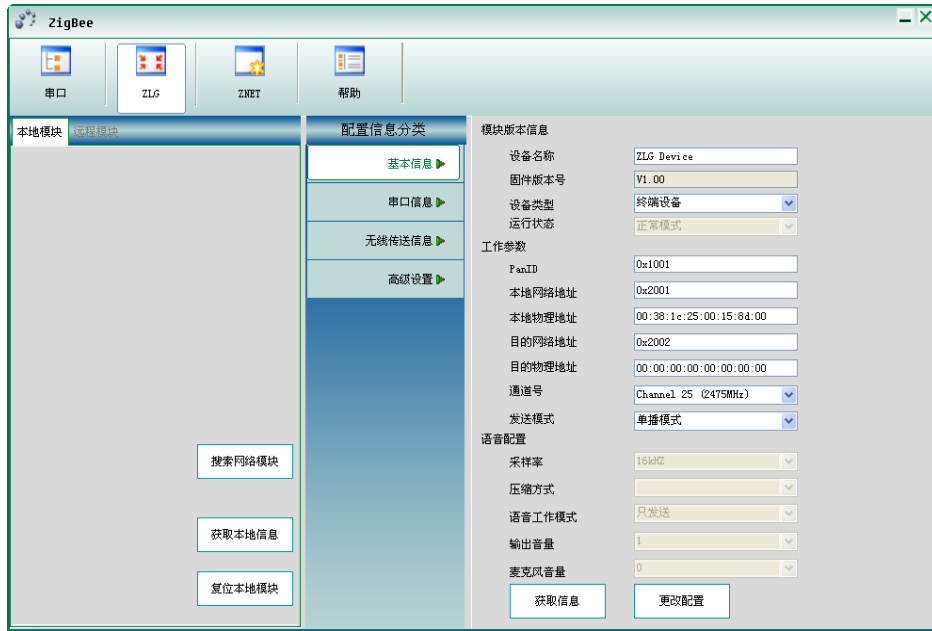 ZigBee
串口
ZLG
ZNET
帮助
本地模块 远程模块
搜索网络模块
获取本地信息
复位本地模块
配置信息分类
基本信息
串口信息
无线传送信息
高级设置
模块版本信息
设备名称 ZLG Device
固件版本号 V1.00
设备类型 终端设备
运行状态 正常模式
工作参数
PanID 0x1001
本地网络地址 0x2001
本地物理地址 00:38:1c:25:00:15:8d:00
目的网络地址 0x2002
目的物理地址 00:00:00:00:00:00:00:00
通道号 Channel 25 (2475MHz)
发送模式 单播模式
语音配置
采样率 16kHZ
压缩方式
语音工作模式 只发送
输出音量 1
麦克风音量 0
获取信息 更改配置